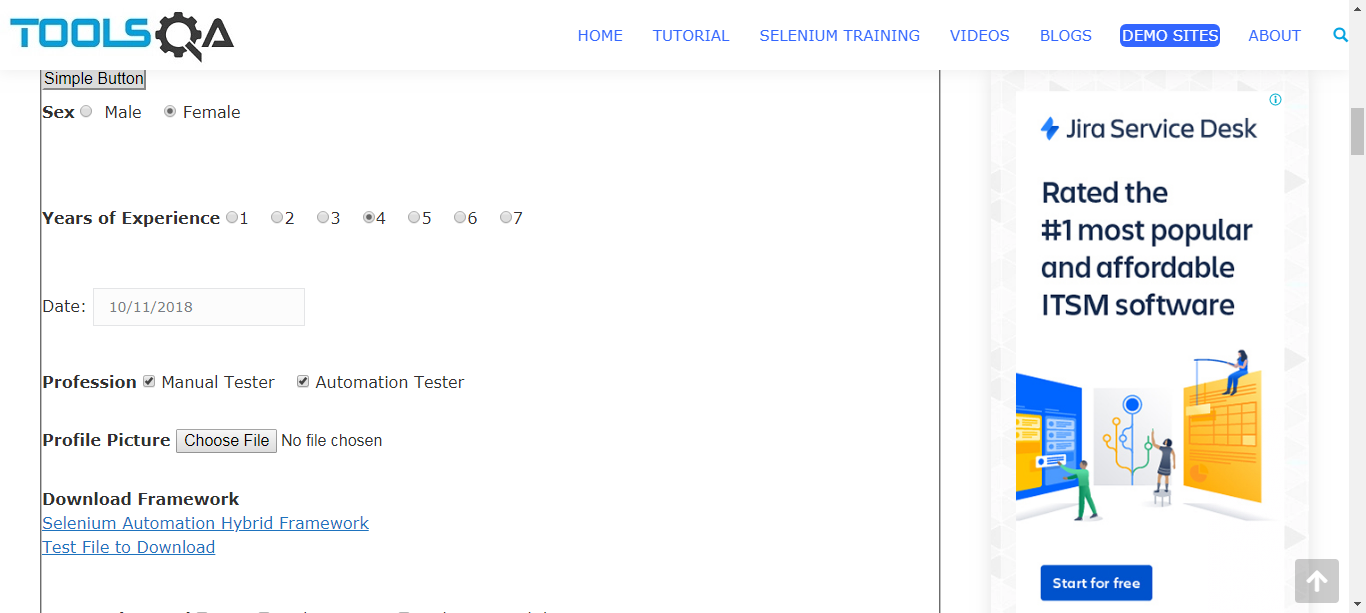 TOOLSQA
HOME TUTORIAL SELENIUM TRAINING VIDEOS BLOGS DEMO SITES ABOUT
Simple Button
Sex Male Female
Years of Experience 1 2 3 4 5 6 7
Date: 10/11/2018
Profession Manual Tester Automation Tester
Profile Picture Choose File No file chosen
Download Framework
Selenium Automation Hybrid Framework
Test File to Download
Jira Service Desk
Rated the
#1 most popular
and affordable
ITSM software
Start for free